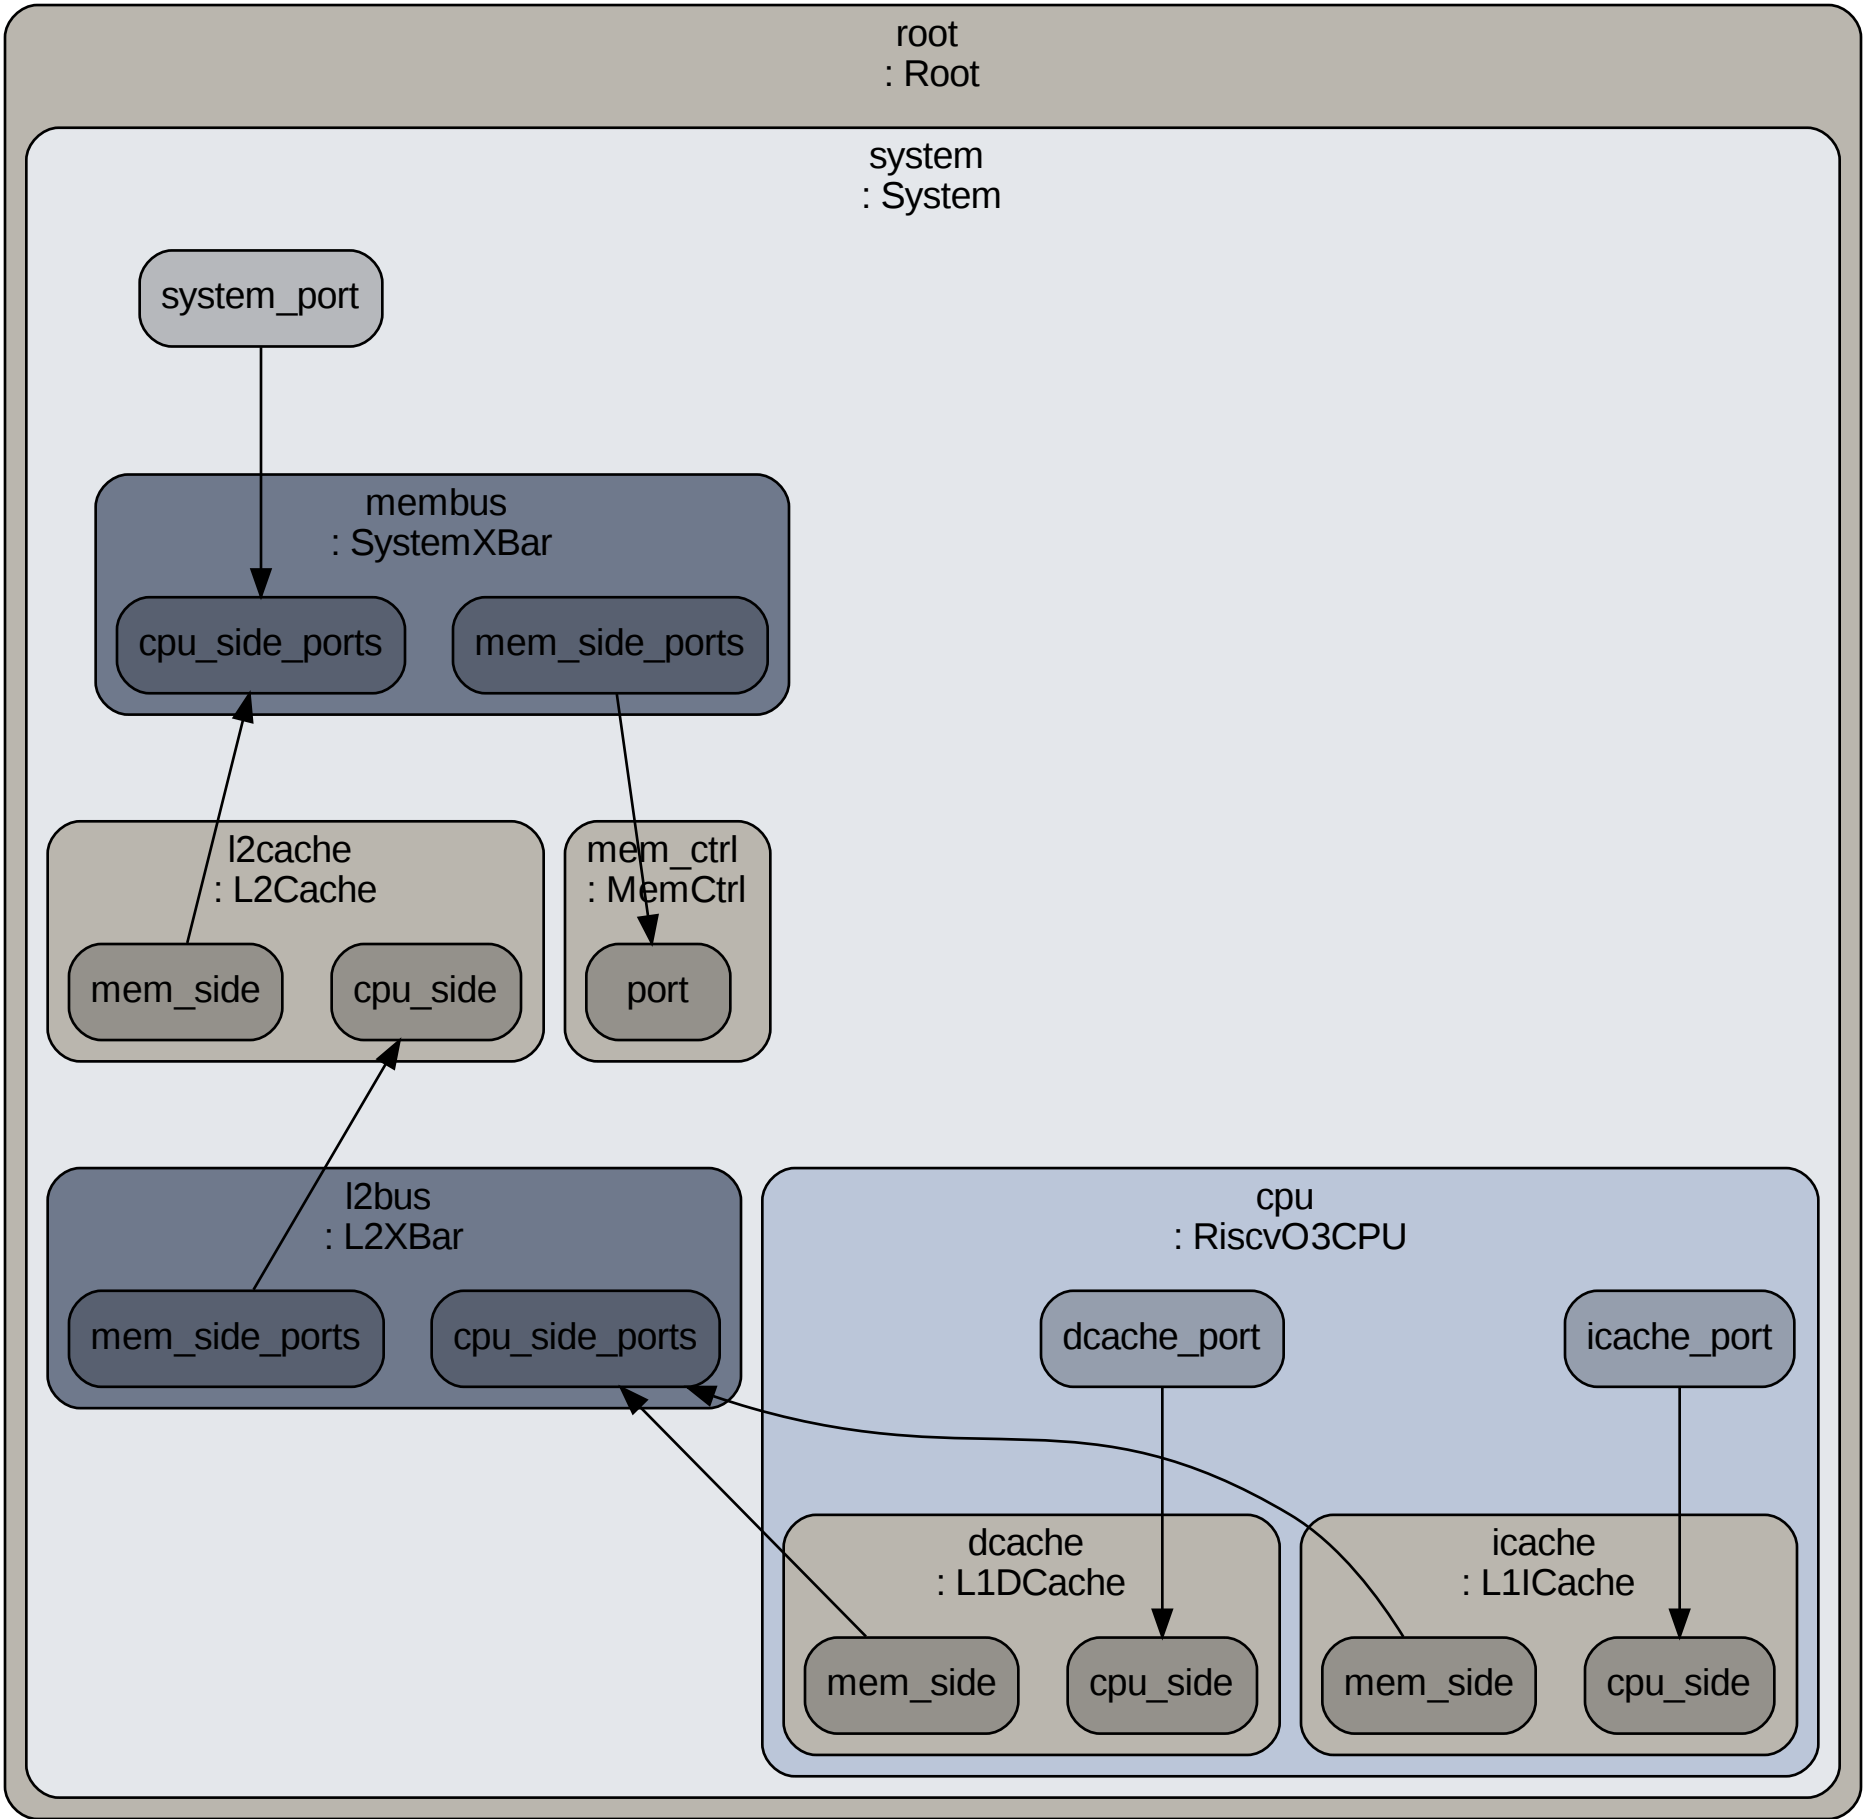 root
: Root
system
: System
system_port
membus
: SystemXBar
cpu_side_ports
mem_side_ports
l2cache
: L2Cache
mem_side
cpu_side
mem_ctrl
: MemCtrl
port
l2bus
: L2XBar
mem_side_ports
cpu_side_ports
cpu
: RiscvO3CPU
dcache_port
icache_port
dcache
: L1DCache
mem_side
cpu_side
icache
: L1ICache
mem_side
cpu_side